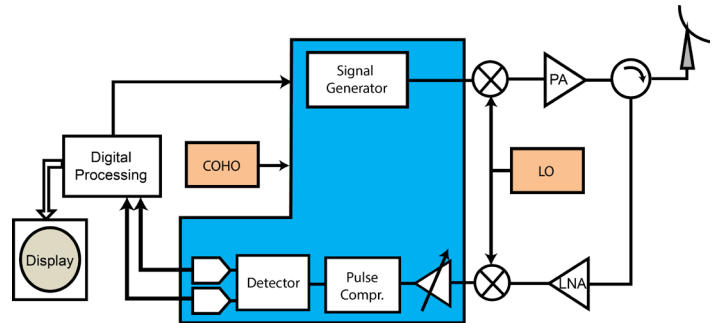 Signal
Generator
PA
Digital
Processing
COHO
LO
Display
Detector
Pulse
Compr.
LNA